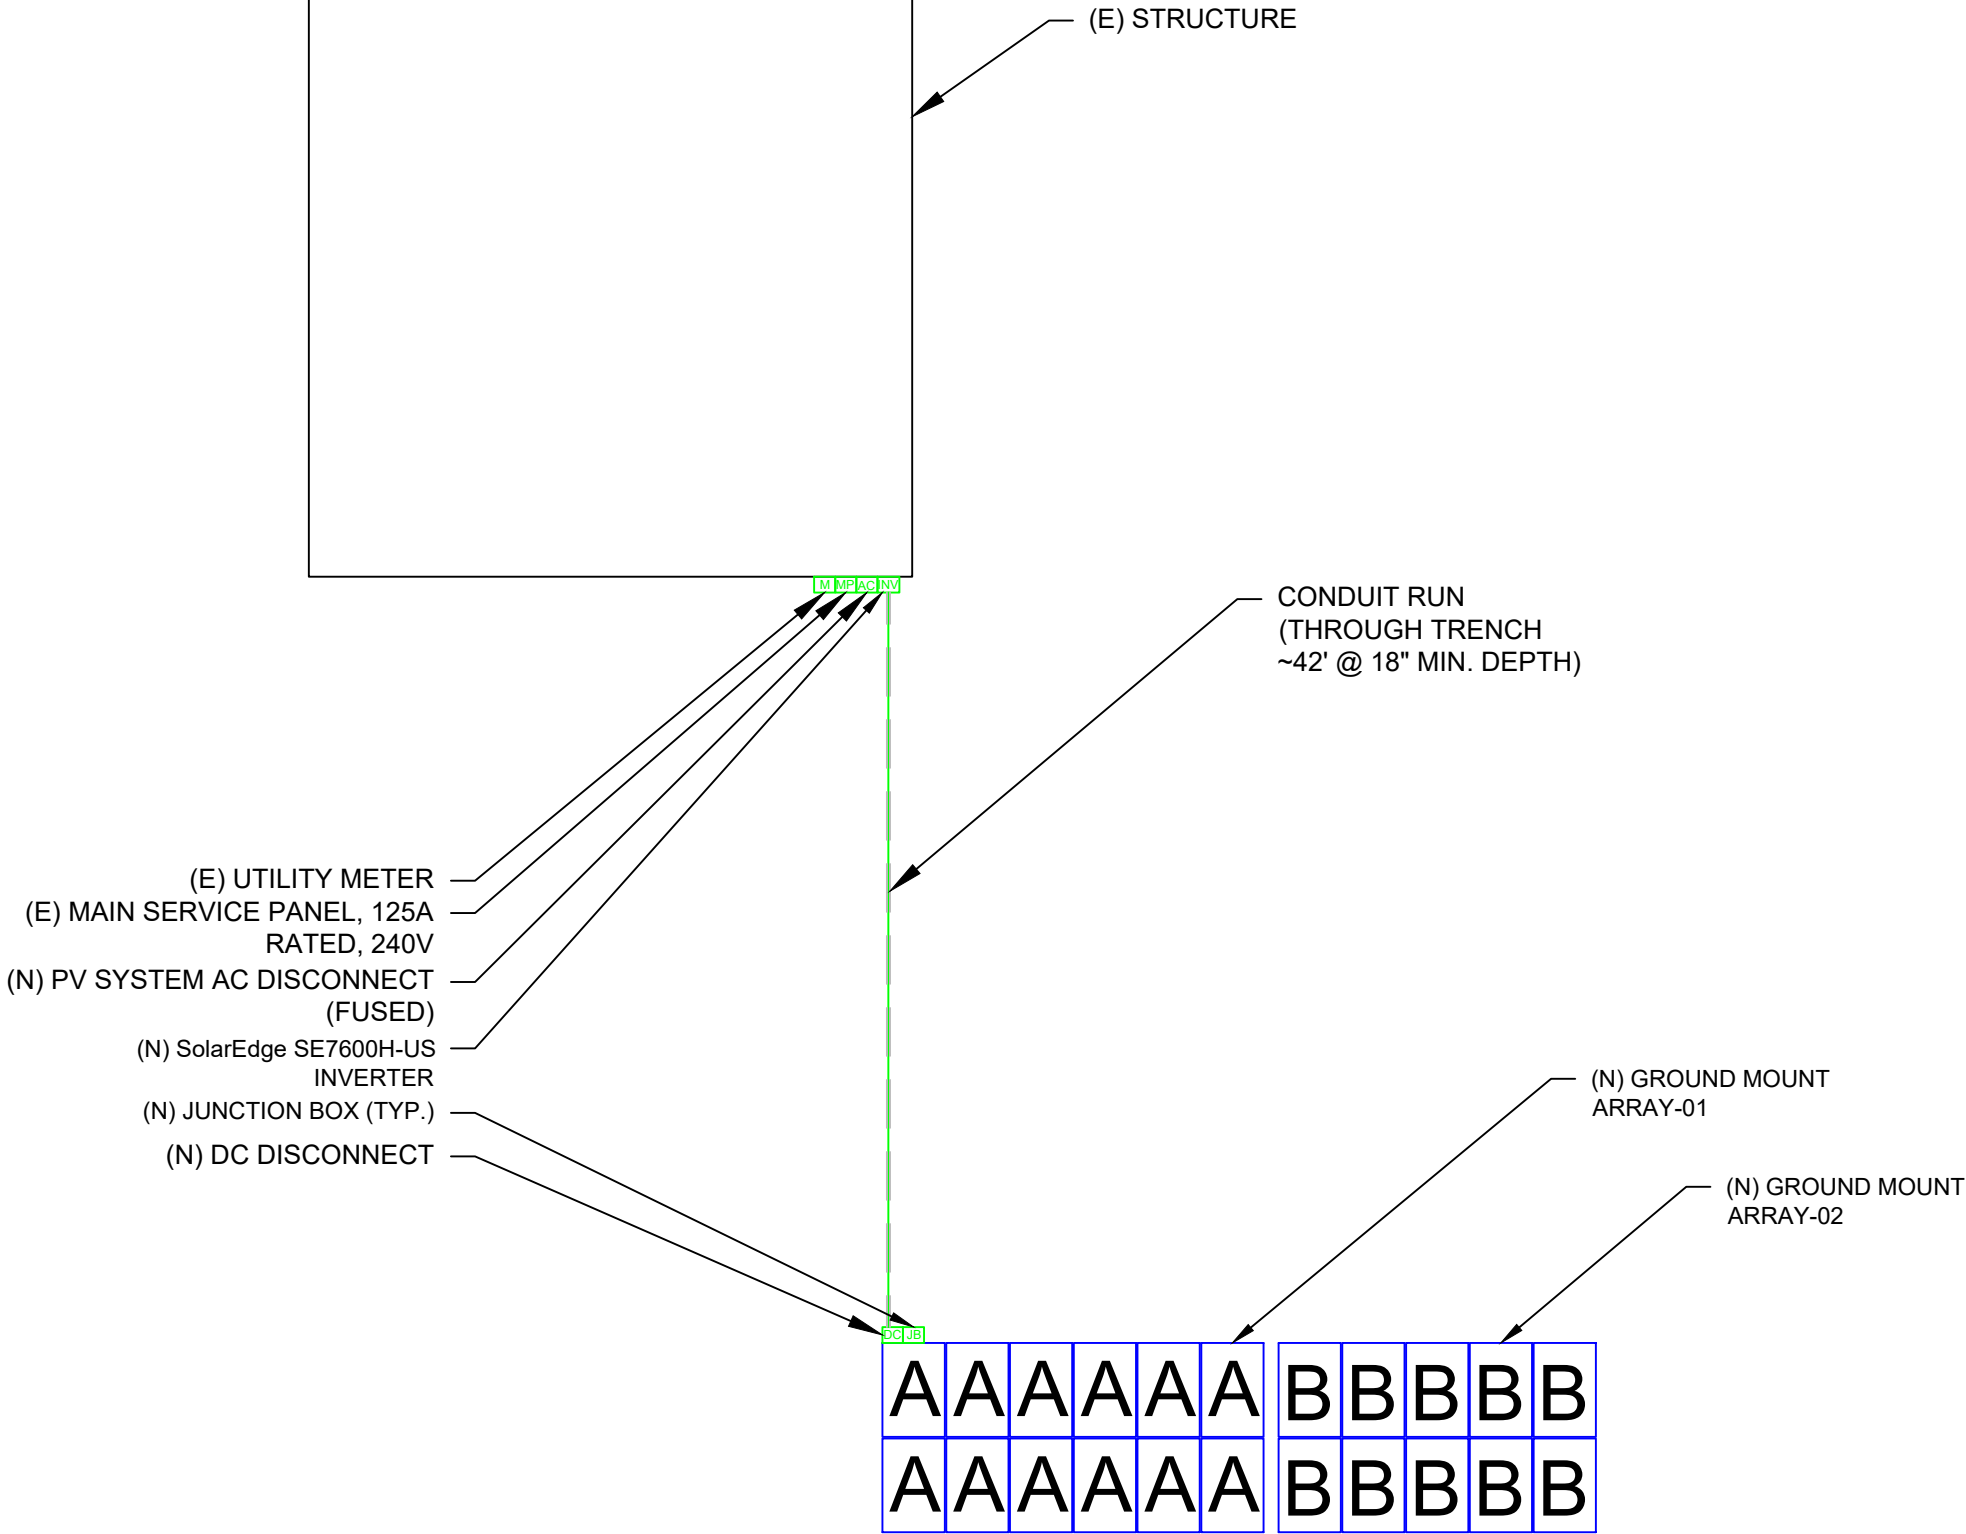 (E) STRUCTURE
M MP AC NV
CONDUIT RUN
(THROUGH TRENCH
~42' @ 18" MIN. DEPTH)
(E) UTILITY METER
(E) MAIN SERVICE PANEL, 125A
RATED, 240V
(N) PV SYSTEM AC DISCONNECT
(FUSED)
(N) SolarEdge SE7600H-US
INVERTER
(N) JUNCTION BOX (TYP.)
(N) DC DISCONNECT
(N) GROUND MOUNT
ARRAY-01
(N) GROUND MOUNT
ARRAY-02
DC JB
A A A A A A B B B B B
A A A A A A B B B B B